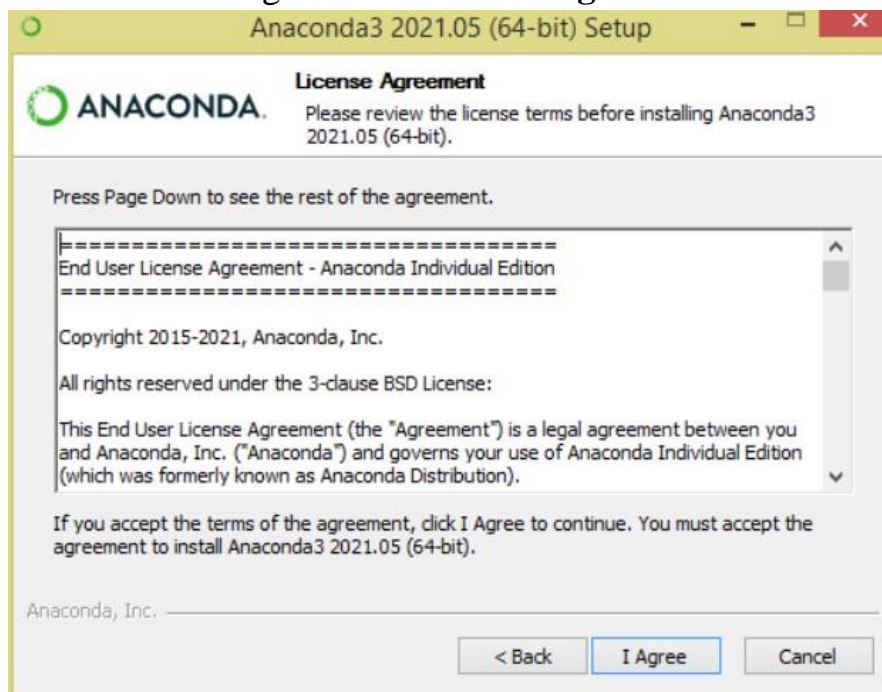 Anaconda3 2021.05 (64-bit) Setup
ANACONDA.
License Agreement
Please review the license terms before installing Anaconda3
2021.05 (64-bit).
Press Page Down to see the rest of the agreement.
===================================
End User License Agreement - Anaconda Individual Edition
===================================
Copyright 2015-2021, Anaconda, Inc.
All rights reserved under the 3-clause BSD License:
This End User License Agreement (the "Agreement") is a legal agreement between you
and Anaconda, Inc. ("Anaconda") and governs your use of Anaconda Individual Edition
(which was formerly known as Anaconda Distribution).
If you accept the terms of the agreement, click I Agree to continue. You must accept the
agreement to install Anaconda3 2021.05 (64-bit).
Anaconda, Inc.
< Back
I Agree
Cancel